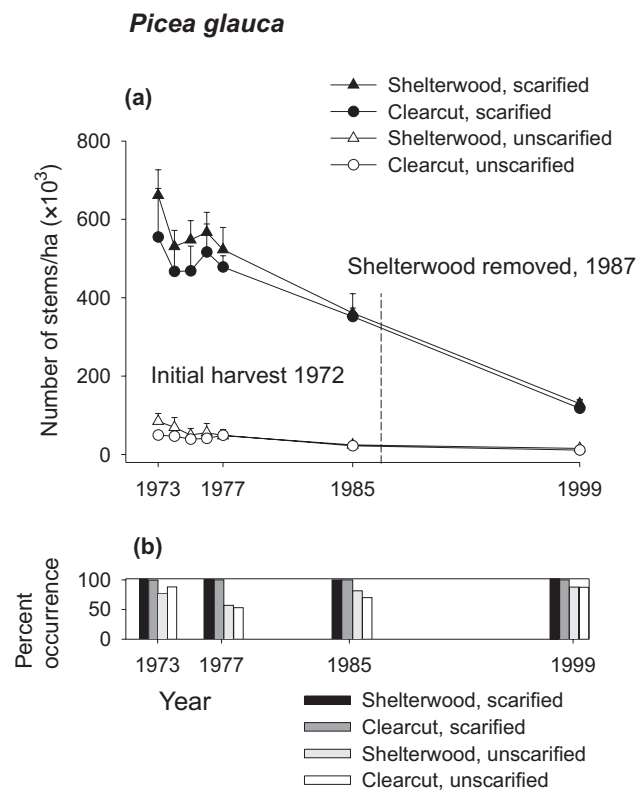 Picea glauca
(a)
Shelterwood, scarified
Clearcut, scarified
Shelterwood, unscarified
Clearcut, unscarified
Number of stems/ha (×10³)
800
600
400
200
0
Shelterwood removed, 1987
Initial harvest 1972
1973 1977 1985 1999
(b)
Percent
occurrence
100
50
0
1973 1977 1985 1999
Year
Shelterwood, scarified
Clearcut, scarified
Shelterwood, unscarified
Clearcut, unscarified